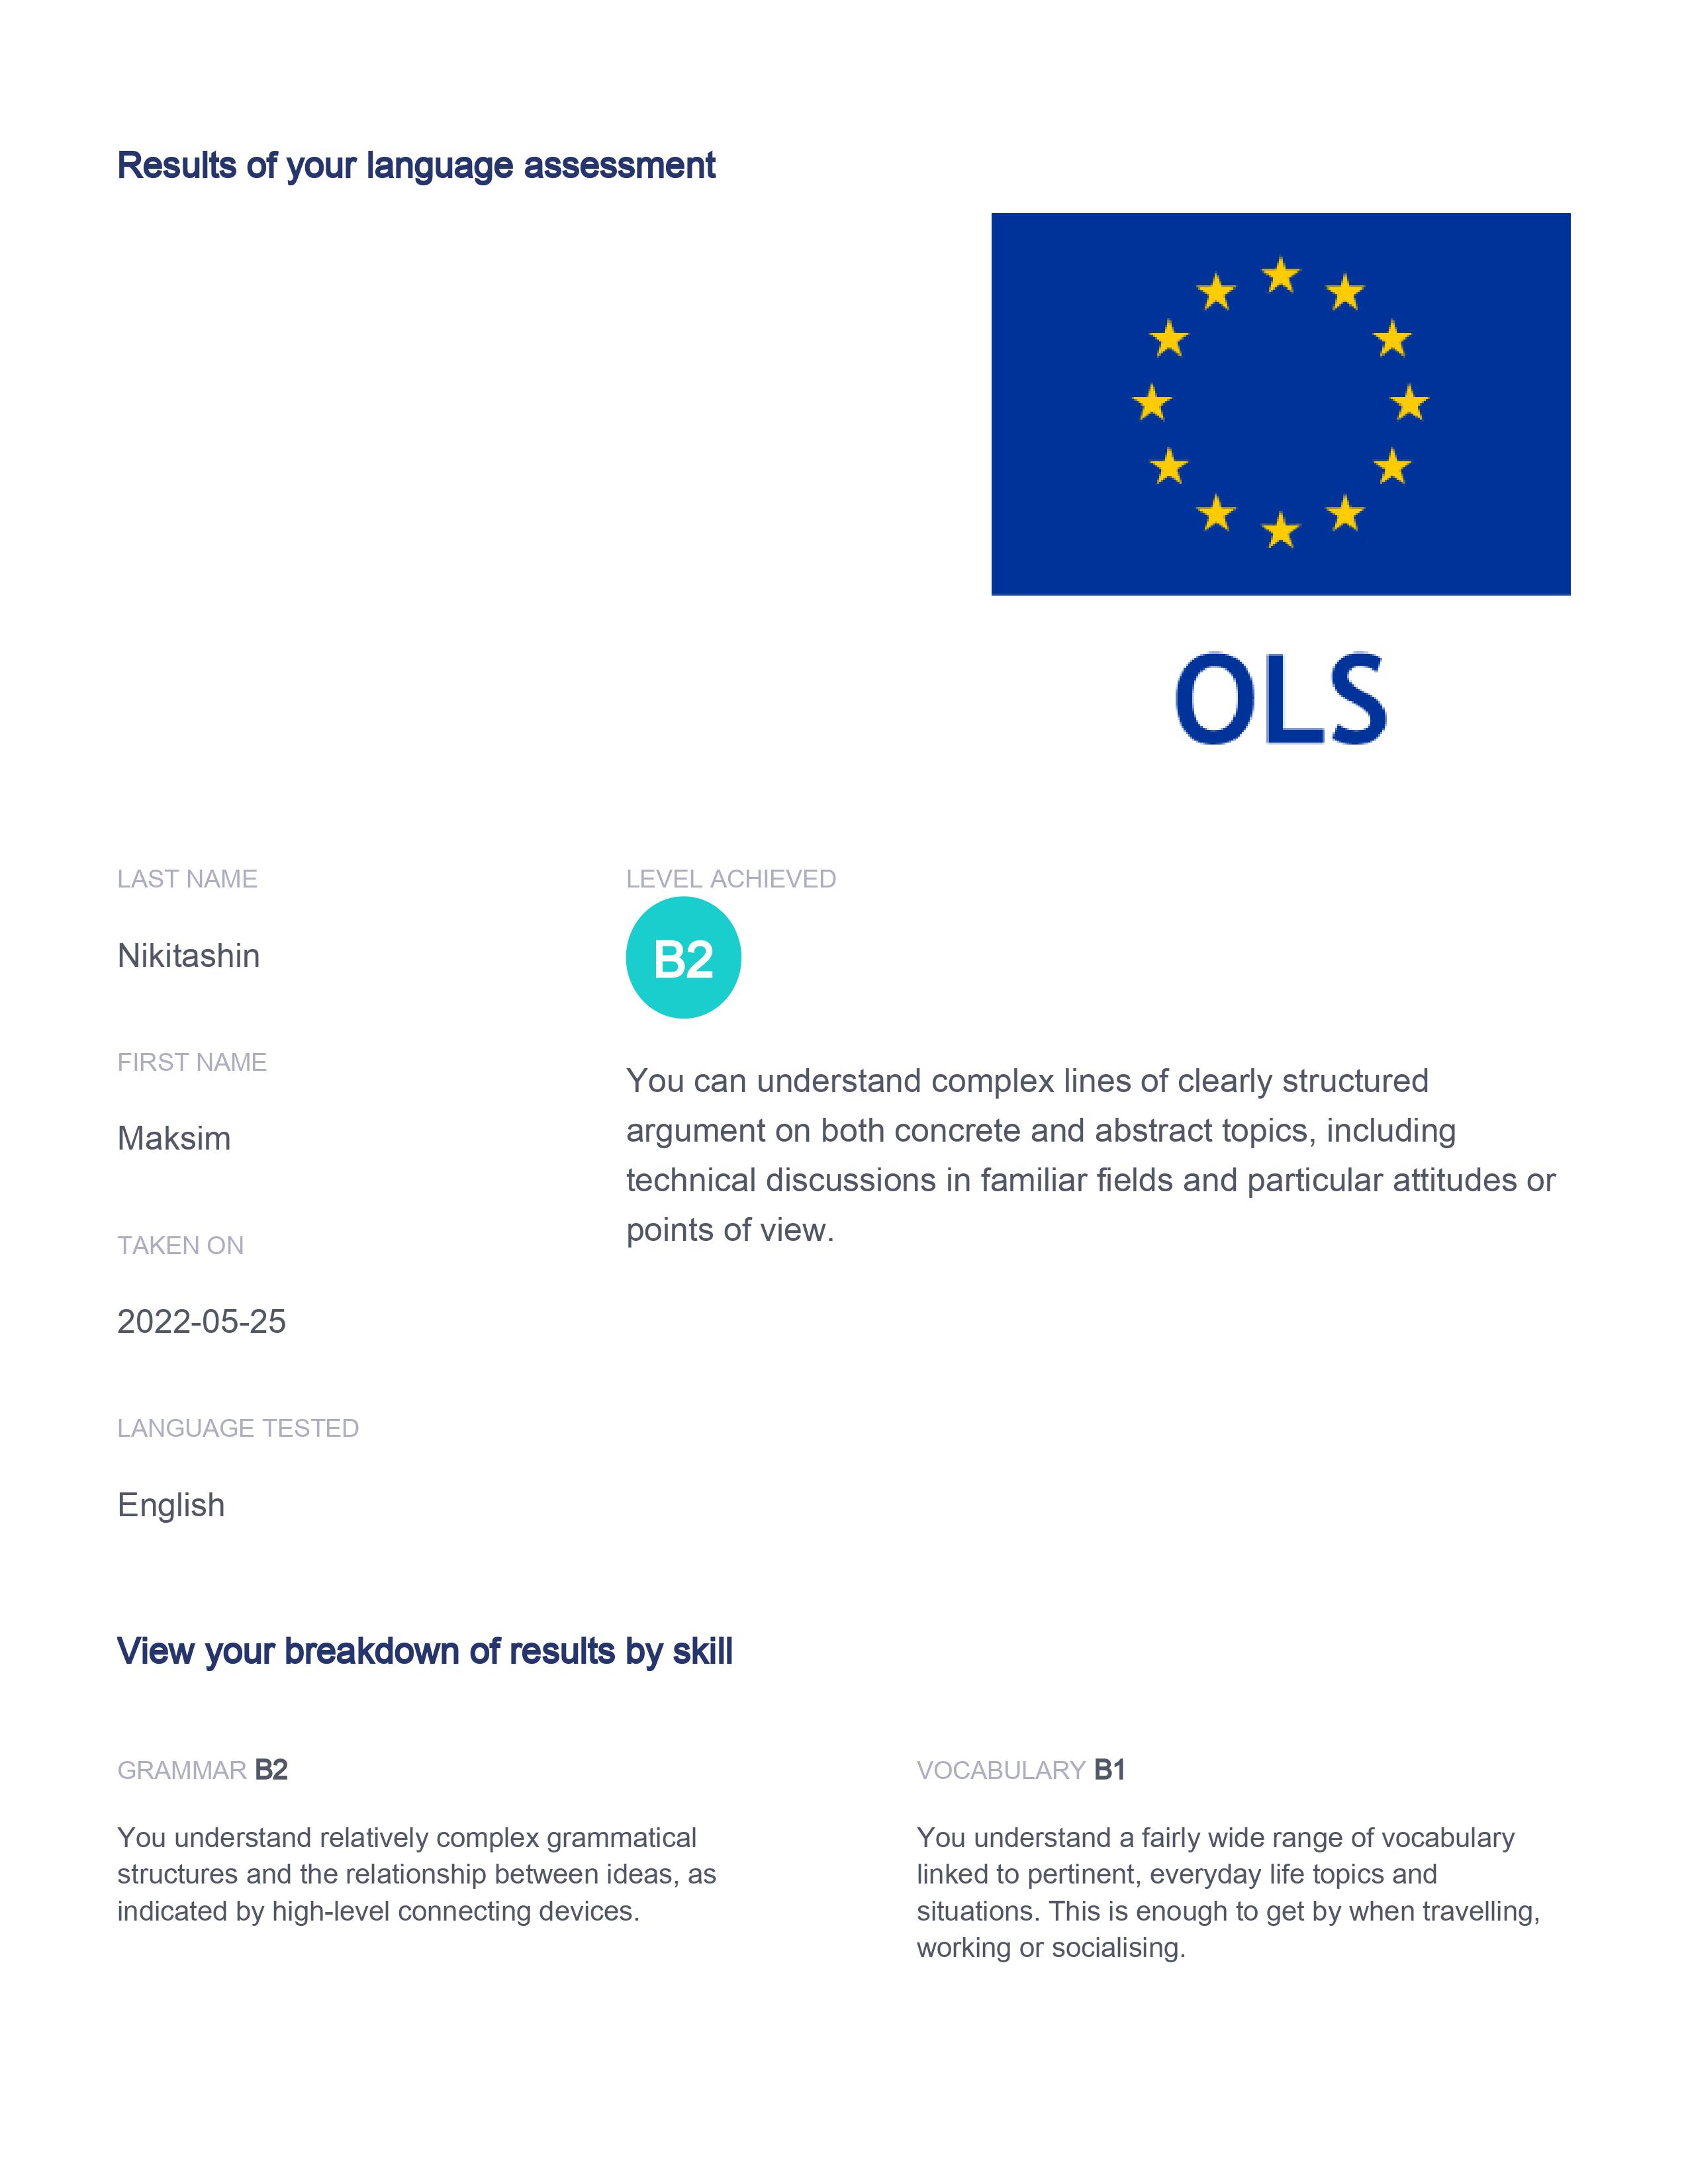 Results of your language assessment
OLS
LAST NAME
Nikitashin
FIRST NAME
Maksim
TAKEN ON
2022-05-25
LANGUAGE TESTED
English
LEVEL ACHIEVED
B2
You can understand complex lines of clearly structured
argument on both concrete and abstract topics, including
technical discussions in familiar fields and particular attitudes or
points of view.
View your breakdown of results by skill
GRAMMAR B2
You understand relatively complex grammatical
structures and the relationship between ideas, as
indicated by high-level connecting devices.
VOCABULARY B1
You understand a fairly wide range of vocabulary
linked to pertinent, everyday life topics and
situations. This is enough to get by when travelling,
working or socialising.